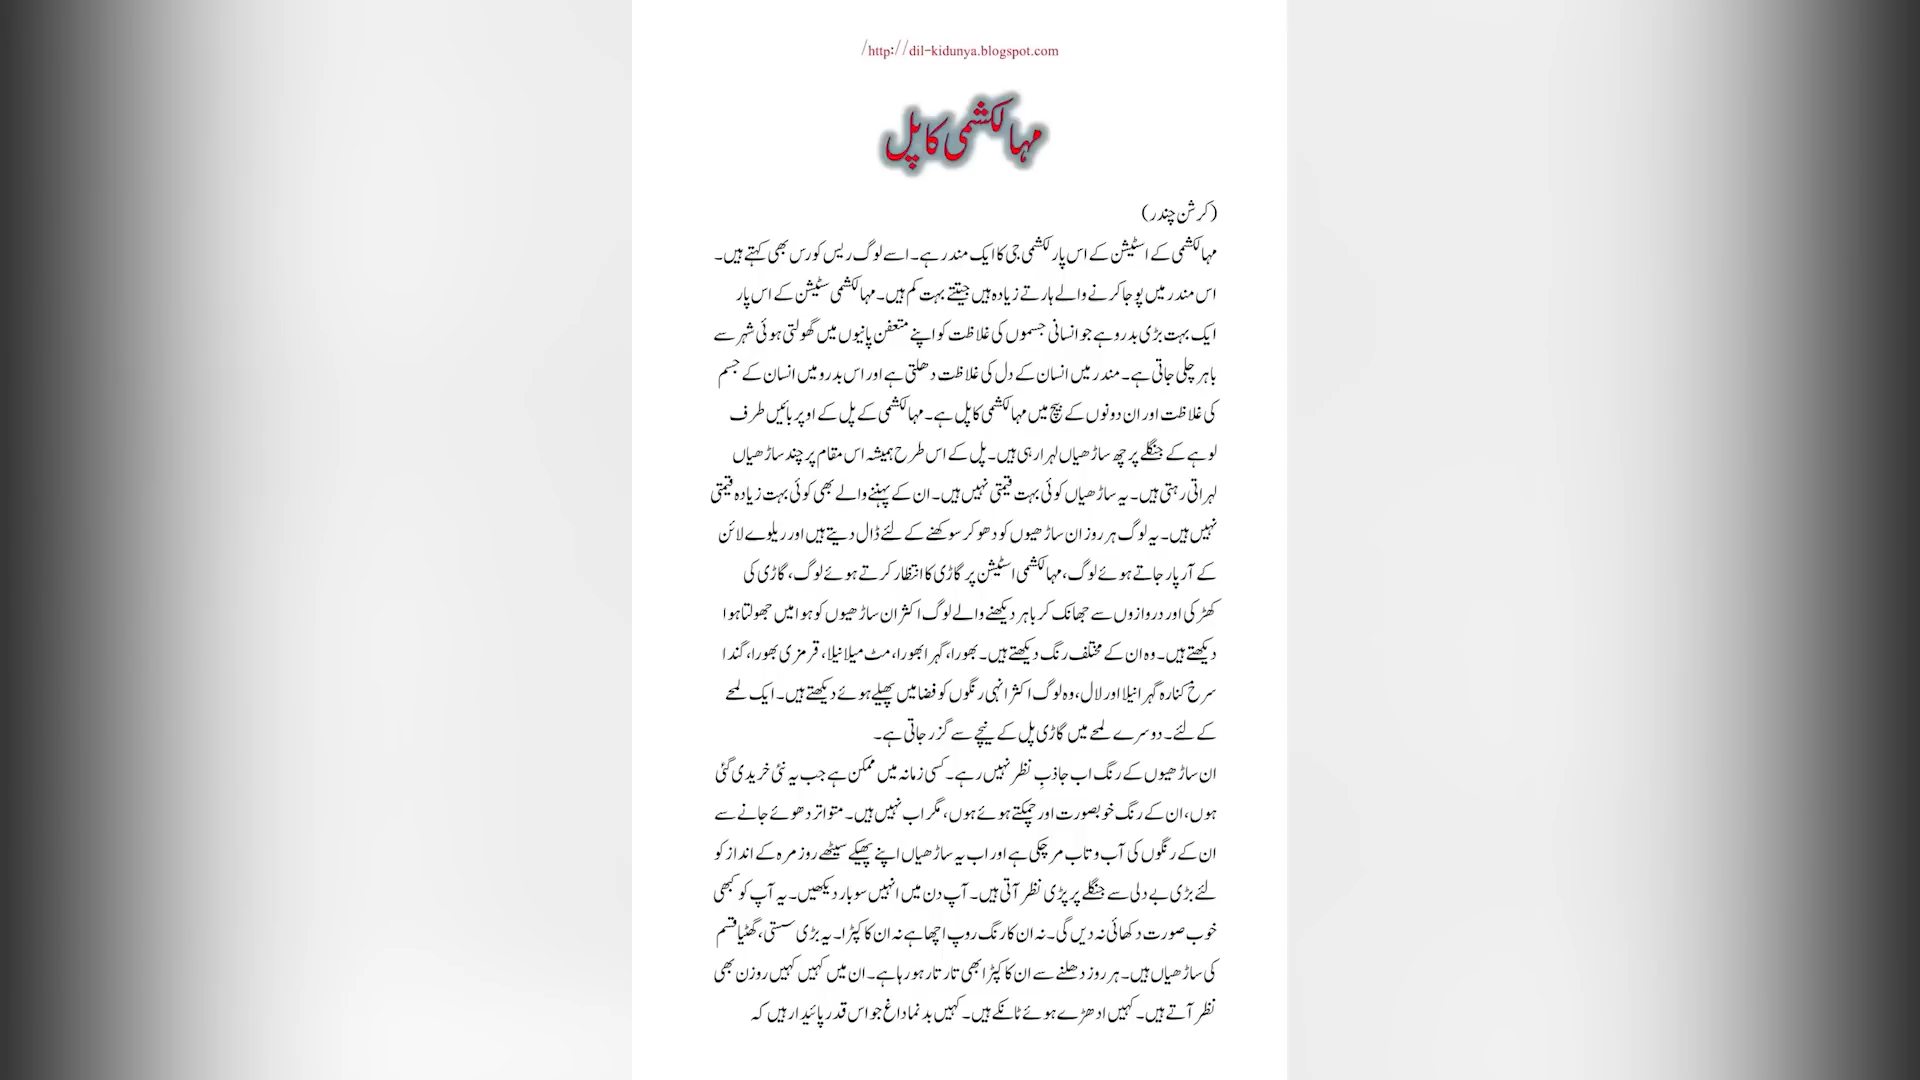 /http://dil-kidunya.blogspot.com
مہالکشمی کا پل
(کرشن چندر)
مہالکشمی کے اسٹیشن کے اس پار لکشمی جی کا ایک مندر ہے۔ اسے لوگ ریس کورس بھی کہتے ہیں۔
اس مندر میں پوجا کرنے والے ہارتے زیادہ ہیں جیتتے بہت کم ہیں۔ مہالکشمی سٹیشن کے اس پار
ایک بہت بڑی بدرو ہے جو انسانی جسموں کی غلاظت کو اپنے متعفن پانیوں میں گھولتی ہوئی شہر سے
باہر چلی جاتی ہے۔ مندر میں انسان کے دل کی غلاظت دھلتی ہے اور اس بدرو میں انسان کے جسم
کی غلاظت اور ان دونوں کے بیچ میں مہالکشمی کا پل ہے۔ مہالکشمی کے پل کے اوپر بائیں طرف
لوہے کے جنگلے پر چھ ساڑھیاں لہرا رہی ہیں۔ پل کے اس طرح ہمیشہ اس مقام پر چند ساڑھیاں
لہراتی رہتی ہیں۔ یہ ساڑھیاں کوئی بہت قیمتی نہیں ہیں۔ ان کے پہننے والے بھی کوئی بہت زیادہ قیمتی
نہیں ہیں۔ یہ لوگ ہر روز ان ساڑھیوں کو دھو کر سوکھنے کے لئے ڈال دیتے ہیں اور ریلوے لائن
کے آر پار جاتے ہوئے لوگ، مہالکشمی اسٹیشن پر گاڑی کا انتظار کرتے ہوئے لوگ، گاڑی کی
کھڑکی اور دروازوں سے جھانک کر باہر دیکھنے والے لوگ اکثر ان ساڑھیوں کو ہوا میں جھولتا ہوا
دیکھتے ہیں۔ وہ ان کے مختلف رنگ دیکھتے ہیں۔ بھورا، گہرا بھورا، مٹ میلا نیلا، قرمزی بھورا، گندا
سرخ کنارہ گہرا نیلا اور لال، وہ لوگ اکثر انہی رنگوں کو فضا میں پھیلے ہوئے دیکھتے ہیں۔ ایک لمحے
کے لئے۔ دوسرے لمحے میں گاڑی پل کے نیچے سے گزر جاتی ہے۔
ان ساڑھیوں کے رنگ اب جاذبِ نظر نہیں رہے۔ کسی زمانہ میں ممکن ہے جب یہ نئی خریدی گئی
ہوں، ان کے رنگ خوبصورت اور چمکتے ہوئے ہوں، مگر اب نہیں ہیں۔ متواتر دھوئے جانے سے
ان کے رنگوں کی آب و تاب مر چکی ہے اور اب یہ ساڑھیاں اپنے پھیکے سیٹھے روزمرہ کے انداز کو
لئے بڑی بے دلی سے جنگلے پر پڑی نظر آتی ہیں۔ آپ دن میں انہیں سو بار دیکھیں۔ یہ آپ کو کبھی
خوب صورت دکھائی نہ دیں گی۔ نہ ان کا رنگ روپ اچھا ہے نہ ان کا کپڑا۔ یہ بڑی سستی، گھٹیا قسم
کی ساڑھیاں ہیں۔ ہر روز دھلنے سے ان کا کپڑا بھی تار تار ہو رہا ہے۔ ان میں کہیں کہیں روزن بھی
نظر آتے ہیں۔ کہیں ادھڑے ہوئے ٹانکے ہیں۔ کہیں بدنما داغ جو اس قدر پائیدار ہیں کہ